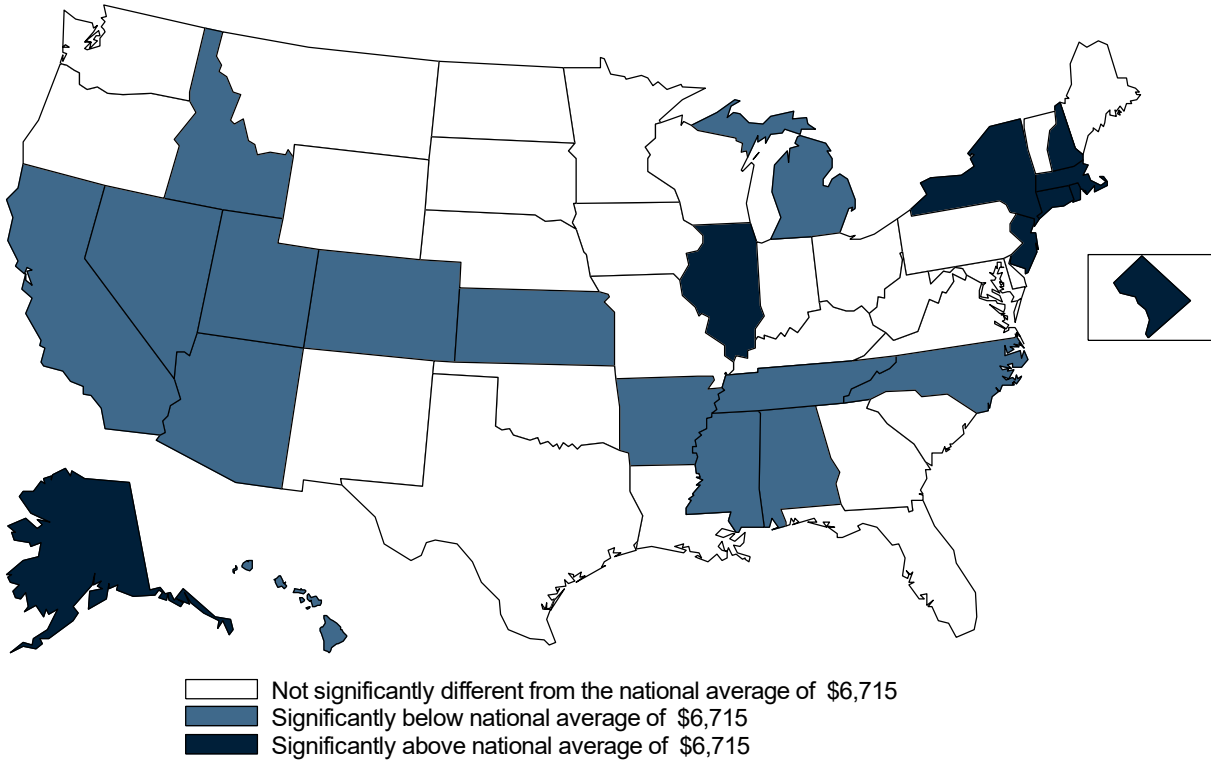 Not significantly different from the national average of  $6,715
Significantly below national average of  $6,715
Significantly above national average of  $6,715